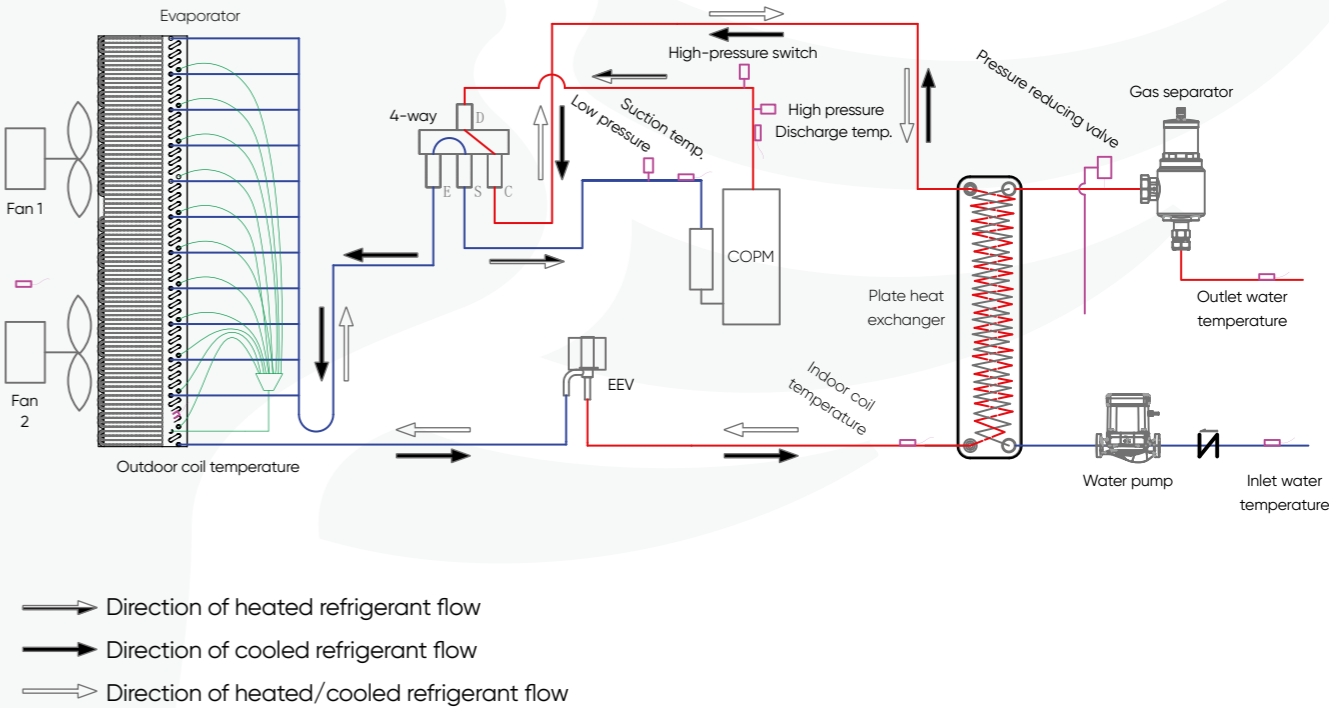 Evaporator
High-pressure switch
Pressure reducing valve
Gas separator
4-way
D
Low pressure
Suction temp.
High pressure
Discharge temp.
E
S
C
Fan 1
COPM
Plate heat
exchanger
Outlet water
temperature
Fan
2
EEV
Indoor coil
temperature
Outdoor coil temperature
Water pump
Inlet water
temperature
Direction of heated refrigerant flow
Direction of cooled refrigerant flow
Direction of heated/cooled refrigerant flow